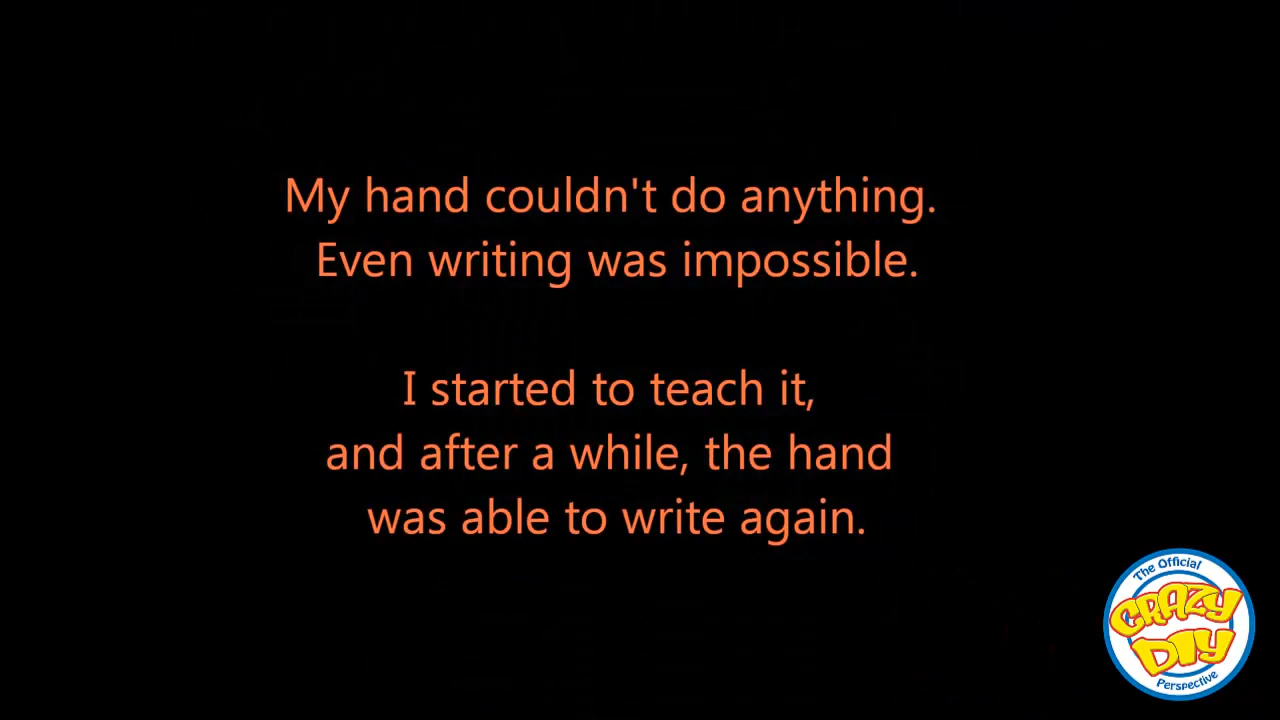 My hand couldn't do anything.
Even writing was impossible.
I started to teach it,
and after a while, the hand
was able to write again.
The Official
CRAZY
DIY
Perspective